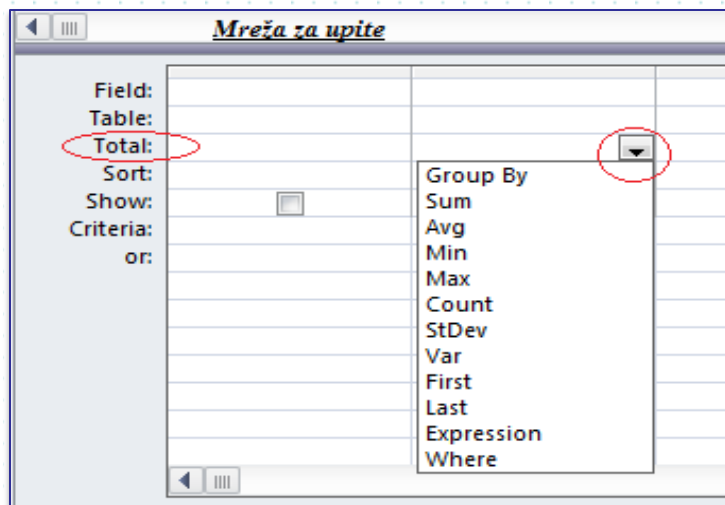 Mreža za upite
Field:
Table:
Total:
Sort:
Show:
Criteria:
or:
Group By
Sum
Avg
Min
Max
Count
StDev
Var
First
Last
Expression
Where